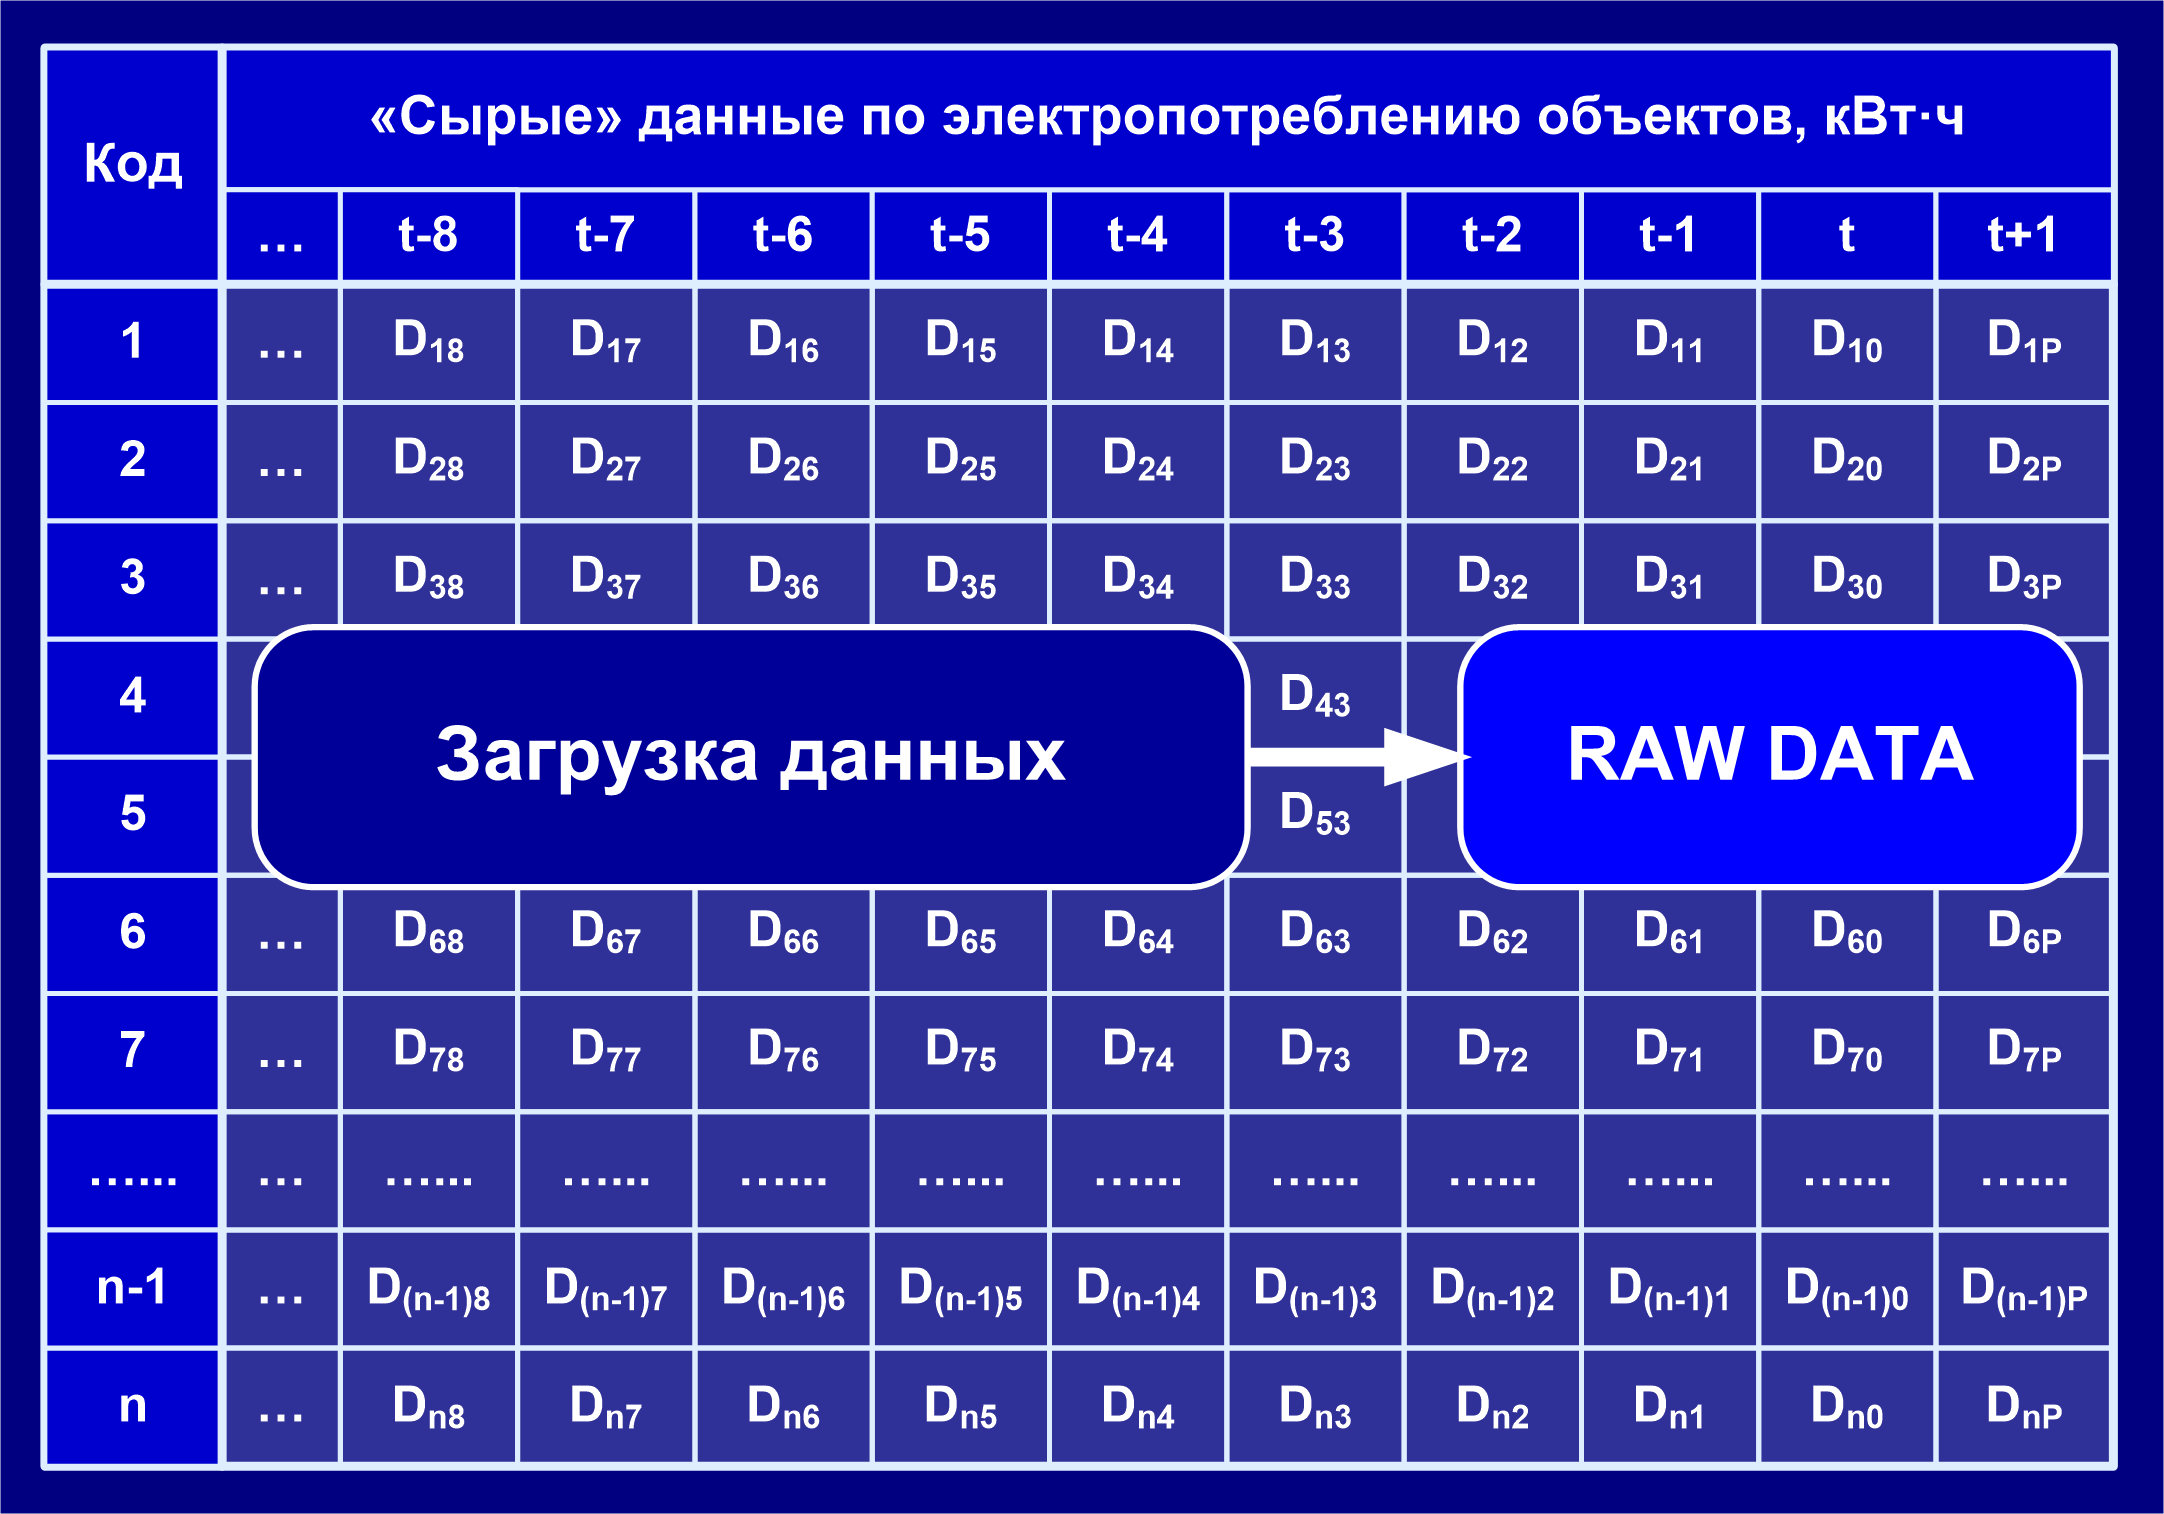 Код «Сырые» данные по электропотреблению объектов, кВт·ч
… t-8 t-7 t-6 t-5 t-4 t-3 t-2 t-1 t t+1
1 … D18 D17 D16 D15 D14 D13 D12 D11 D10 D1P
2 … D28 D27 D26 D25 D24 D23 D22 D21 D20 D2P
3 … D38 D37 D36 D35 D34 D33 D32 D31 D30 D3P
4 D43
Загрузка данных RAW DATA
5 D53
6 … D68 D67 D66 D65 D64 D63 D62 D61 D60 D6P
7 … D78 D77 D76 D75 D74 D73 D72 D71 D70 D7P
…... … …... …... …... …... …... …... …... …... …... …...
n-1 … D(n-1)8 D(n-1)7 D(n-1)6 D(n-1)5 D(n-1)4 D(n-1)3 D(n-1)2 D(n-1)1 D(n-1)0 D(n-1)P
n … Dn8 Dn7 Dn6 Dn5 Dn4 Dn3 Dn2 Dn1 Dn0 DnP